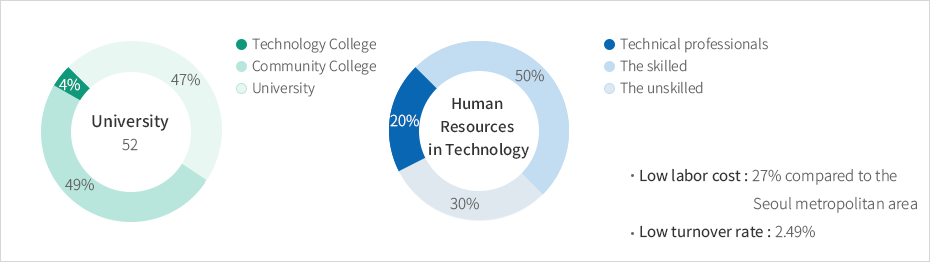 47%
4%
49%
University
52
Technology College
Community College
University
50%
20%
30%
Human
Resources
in Technology
Technical professionals
The skilled
The unskilled
· Low labor cost : 27% compared to the
Seoul metropolitan area
· Low turnover rate : 2.49%